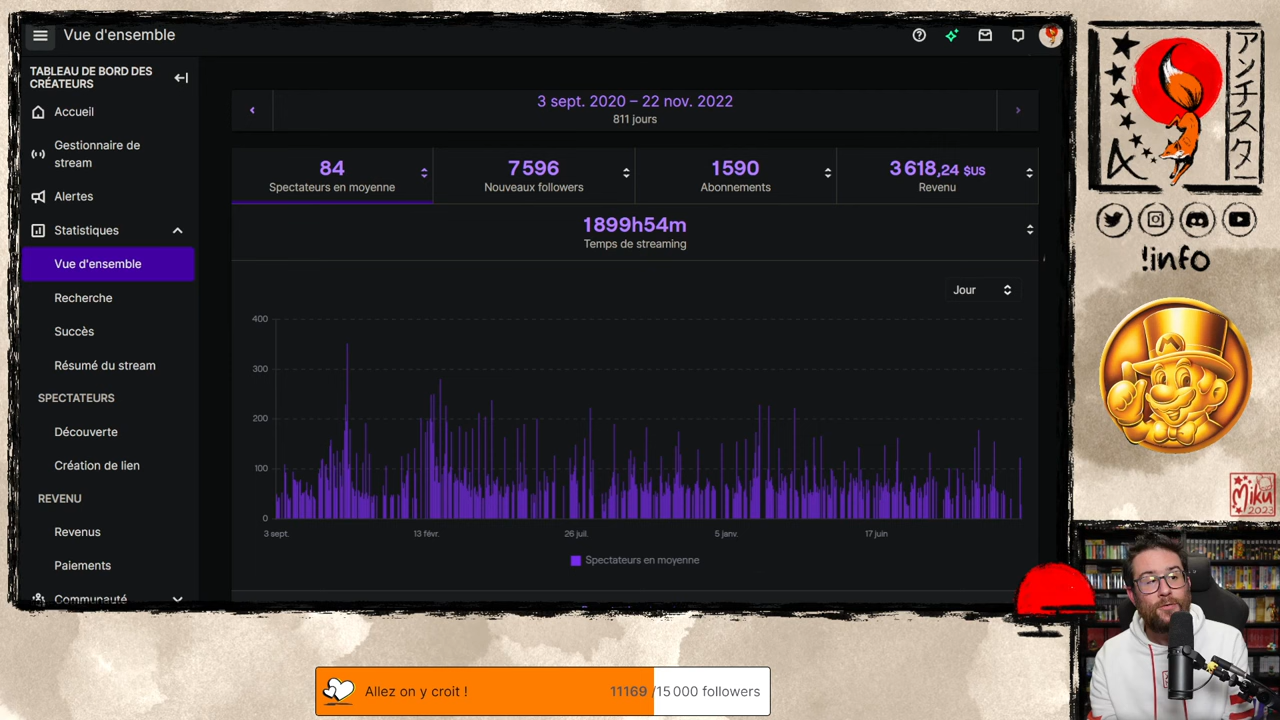 Vue d'ensemble
TABLEAU DE BORD DES
CRÉATEURS
Accueil
Gestionnaire de
stream
Alertes
Statistiques
Vue d'ensemble
Recherche
Succès
Résumé du stream
SPECTATEURS
Découverte
Création de lien
REVENU
Revenus
Paiements
Communauté
3 sept. 2020 – 22 nov. 2022
811 jours
84
Spectateurs en moyenne
7 596
Nouveaux followers
1 590
Abonnements
3 618,24 $US
Revenu
1899h54m
Temps de streaming
Jour
400
300
200
100
0
3 sept.
13 févr.
26 juil.
5 janv.
17 juin
Spectateurs en moyenne
アンチスター
!info
M
Miku
2023
Allez on y croit !
11169 /15 000 followers